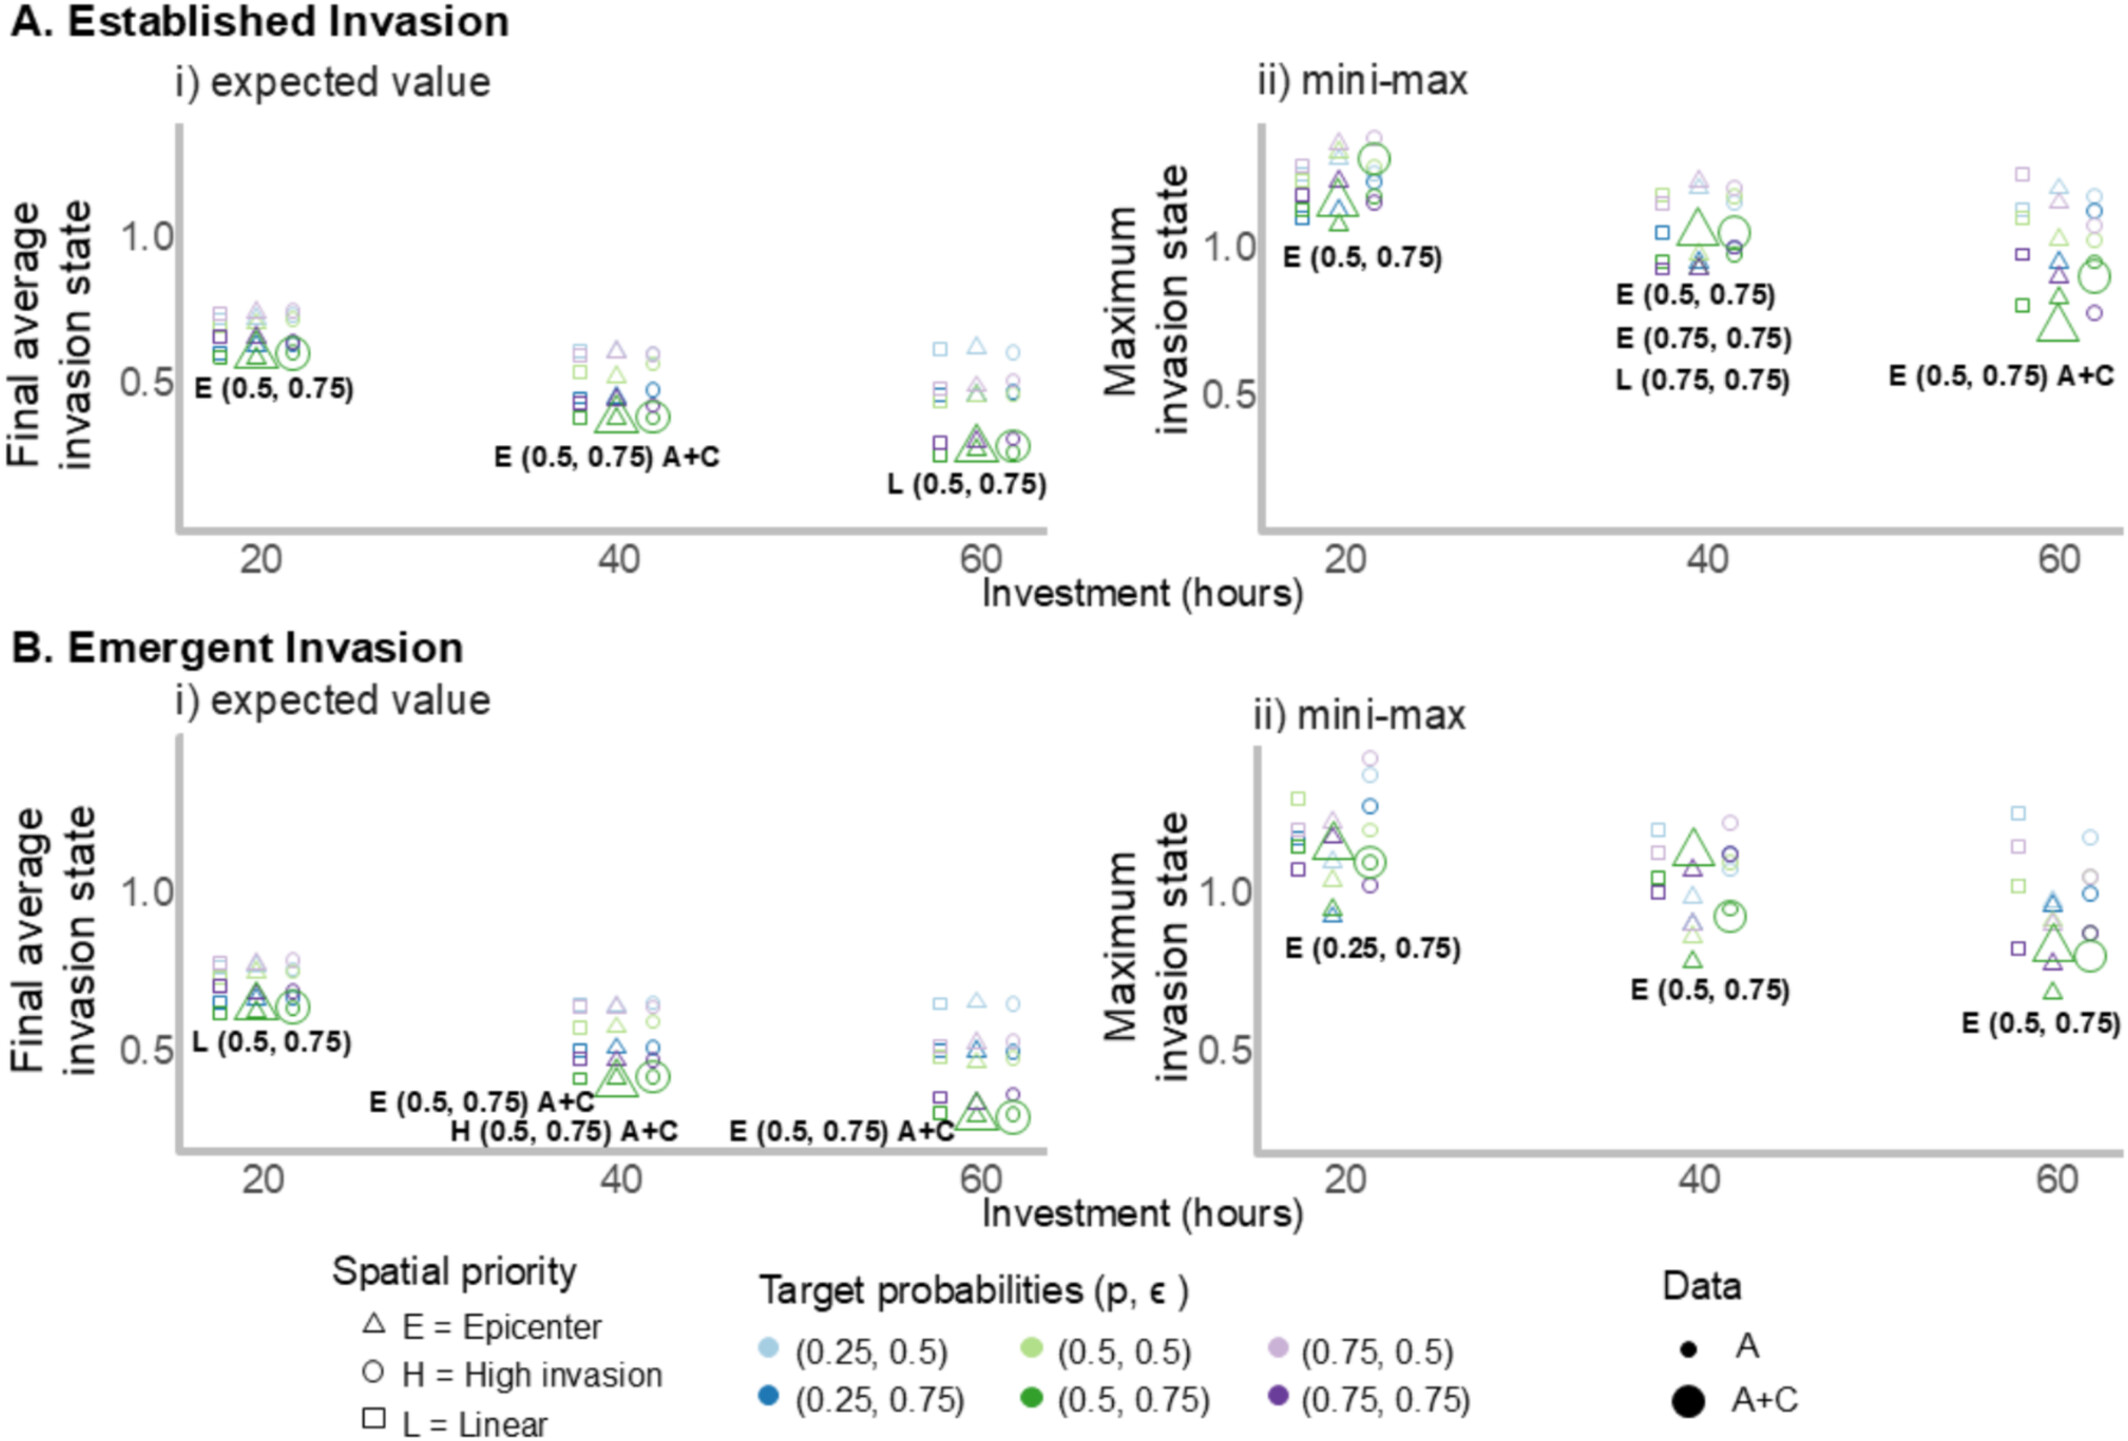 A. Established Invasion
i) expected value
ii) mini-max
Final average
invasion state
1.0
0.5
E (0.5, 0.75)
E (0.5, 0.75) A+C
L (0.5, 0.75)
20
40
60
Maximum
invasion state
1.0
0.5
E (0.5, 0.75)
E (0.5, 0.75)
E (0.75, 0.75)
L (0.75, 0.75)
E (0.5, 0.75) A+C
20
40
60
Investment (hours)
B. Emergent Invasion
i) expected value
ii) mini-max
Final average
invasion state
1.0
0.5
L (0.5, 0.75)
E (0.5, 0.75) A+C
H (0.5, 0.75) A+C
E (0.5, 0.75) A+C
20
40
60
Maximum
invasion state
1.0
0.5
E (0.25, 0.75)
E (0.5, 0.75)
E (0.5, 0.75)
20
40
60
Investment (hours)
Spatial priority
E = Epicenter
H = High invasion
L = Linear
Target probabilities (p, ϵ )
(0.25, 0.5)
(0.5, 0.5)
(0.75, 0.5)
(0.25, 0.75)
(0.5, 0.75)
(0.75, 0.75)
Data
A
A+C